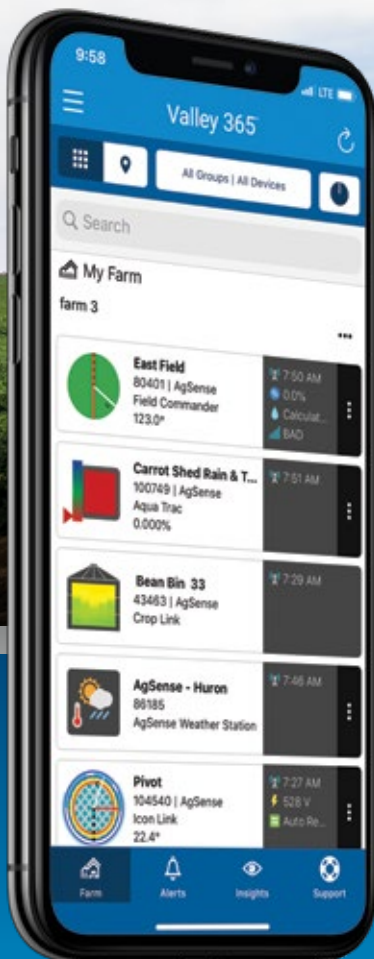 9:58
LTE
Valley 365
All Groups | All Devices
Search
My Farm
farm 3
East Field
80401 | AgSense
Field Commander
123.0°
7:50 AM
0.0%
Calculat...
BAD
Carrot Shed Rain & T...
100749 | AgSense
Aqua Trac
0.000%
7:51 AM
Bean Bin 33
43463 | AgSense
Crop Link
7:29 AM
AgSense - Huron
86185
AgSense Weather Station
7:46 AM
Pivot
104540 | AgSense
Icon Link
22.4°
7:27 AM
528 V
Auto Re...
Farm
Alerts
Insights
Support